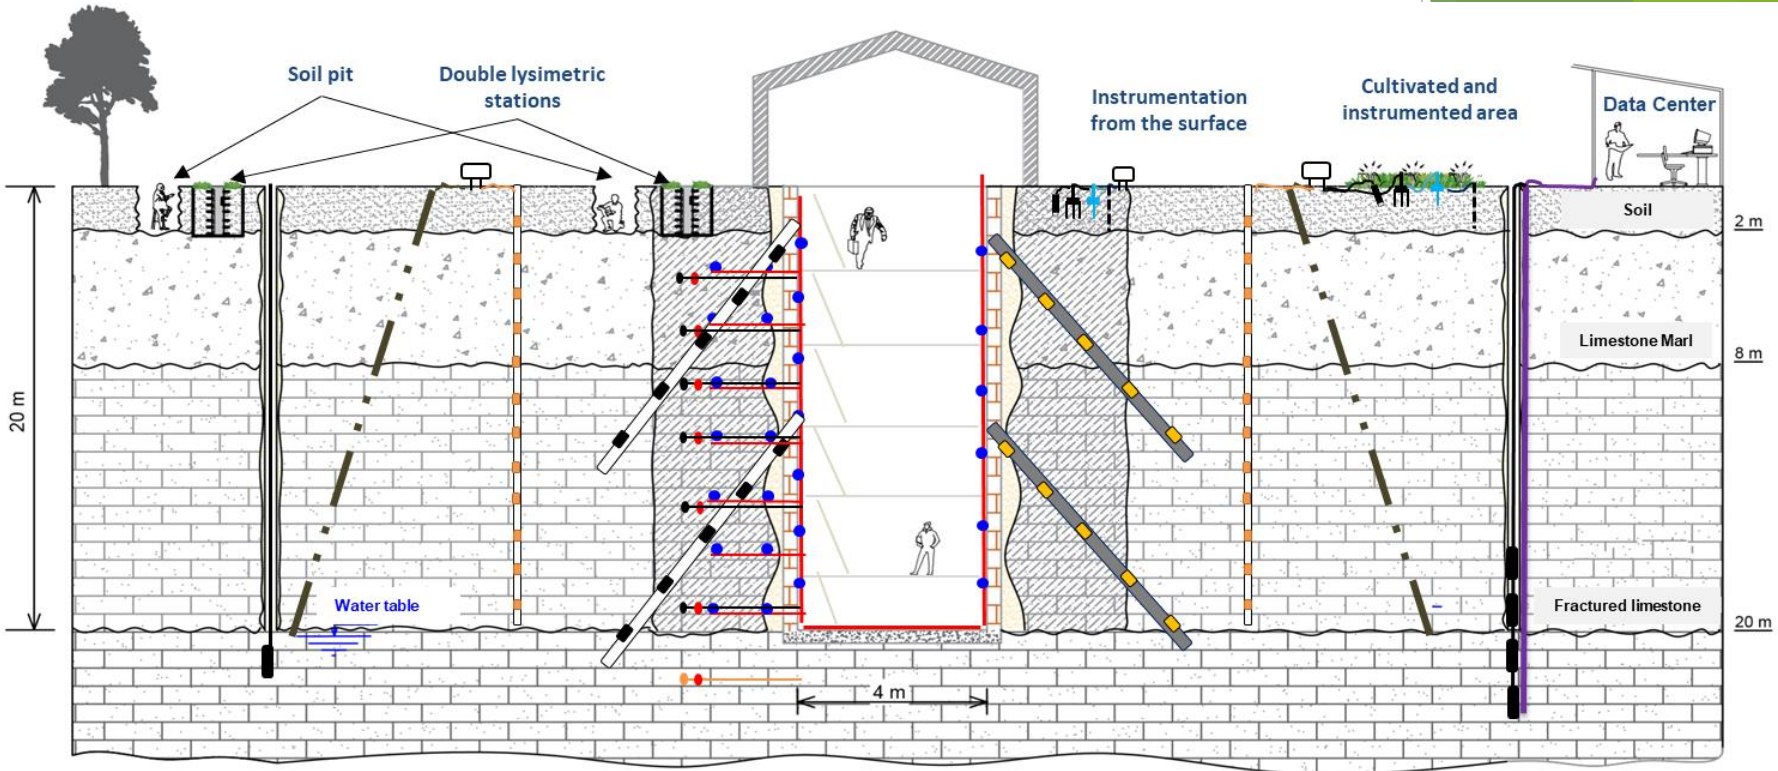 Soil pit
Double lysimetric
stations
Instrumentation
from the surface
Cultivated and
instrumented area
Data Center
Soil
2 m
Limestone Marl
8 m
20 m
Water table
Fractured limestone
20 m
4 m